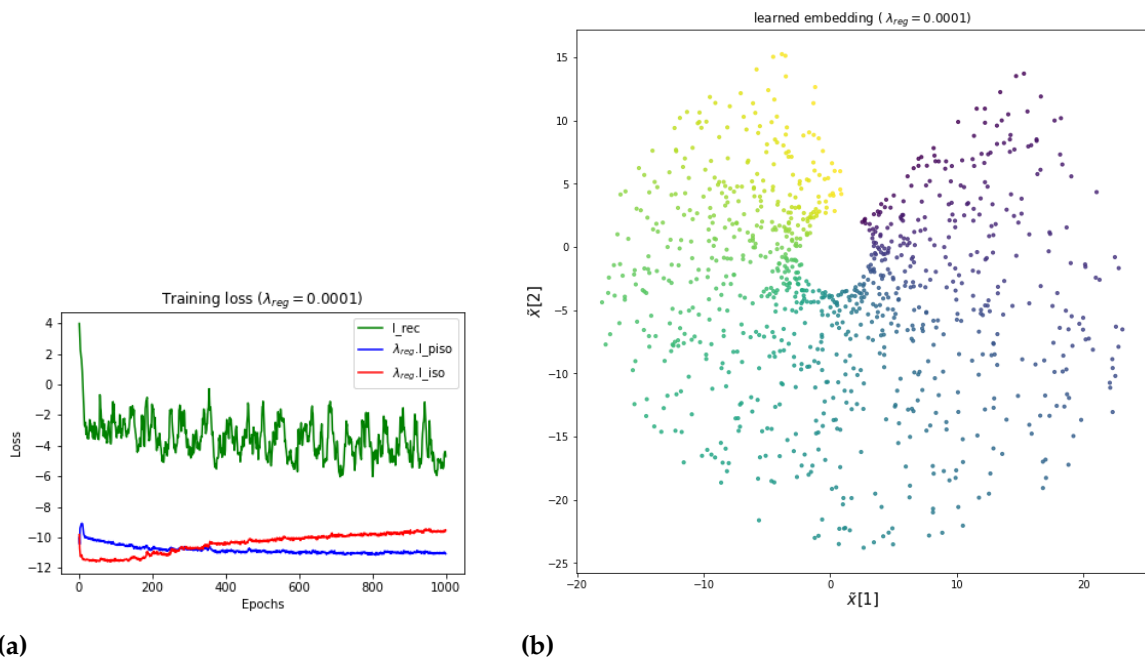 Training loss (λreg = 0.0001)
4
2
0
−2
−4
−6
−8
−10
−12
Loss
l_rec
λreg.l_piso
λreg.l_iso
0
200
400
600
800
1000
Epochs
(a)
learned embedding ( λreg = 0.0001)
15
10
5
0
−5
−10
−15
−20
−25
x̃[2]
−20
−10
0
10
20
x̃[1]
(b)